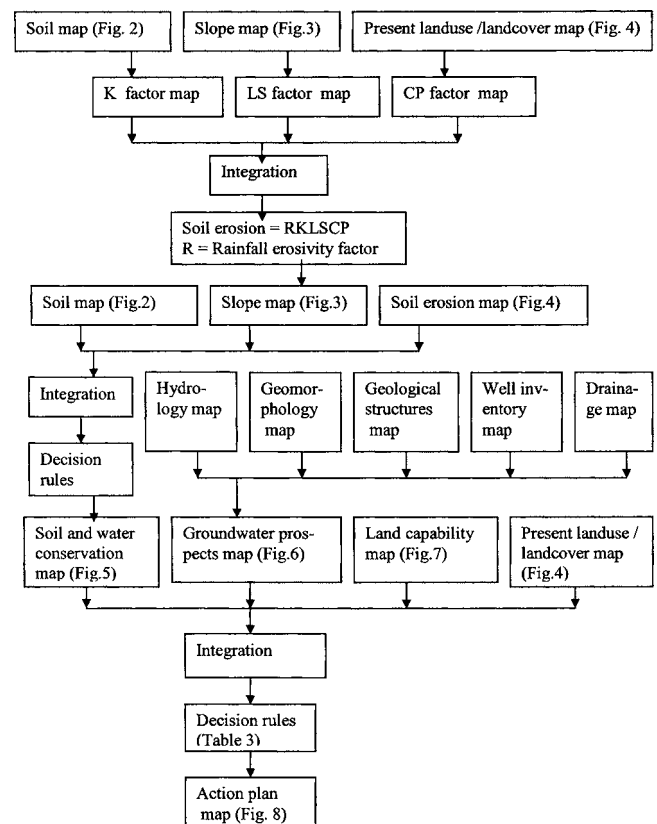 Soil map (Fig. 2)
Slope map (Fig.3)
Present landuse /landcover map (Fig. 4)
K factor map
LS factor map
CP factor map
Integration
Soil erosion = RKLSCP
R = Rainfall erosivity factor
Soil map (Fig.2)
Slope map (Fig.3)
Soil erosion map (Fig.4)
Integration
Hydro-
logy map
Geomor-
phology
map
Geological
structures
map
Well inv-
entory
map
Draina-
ge map
Decision
rules
Soil and water
conservation
map (Fig.5)
Groundwater pros-
pects map (Fig.6)
Land capability
map (Fig.7)
Present landuse /
landcover map
(Fig.4)
Integration
Decision rules
(Table 3)
Action plan
map (Fig. 8)